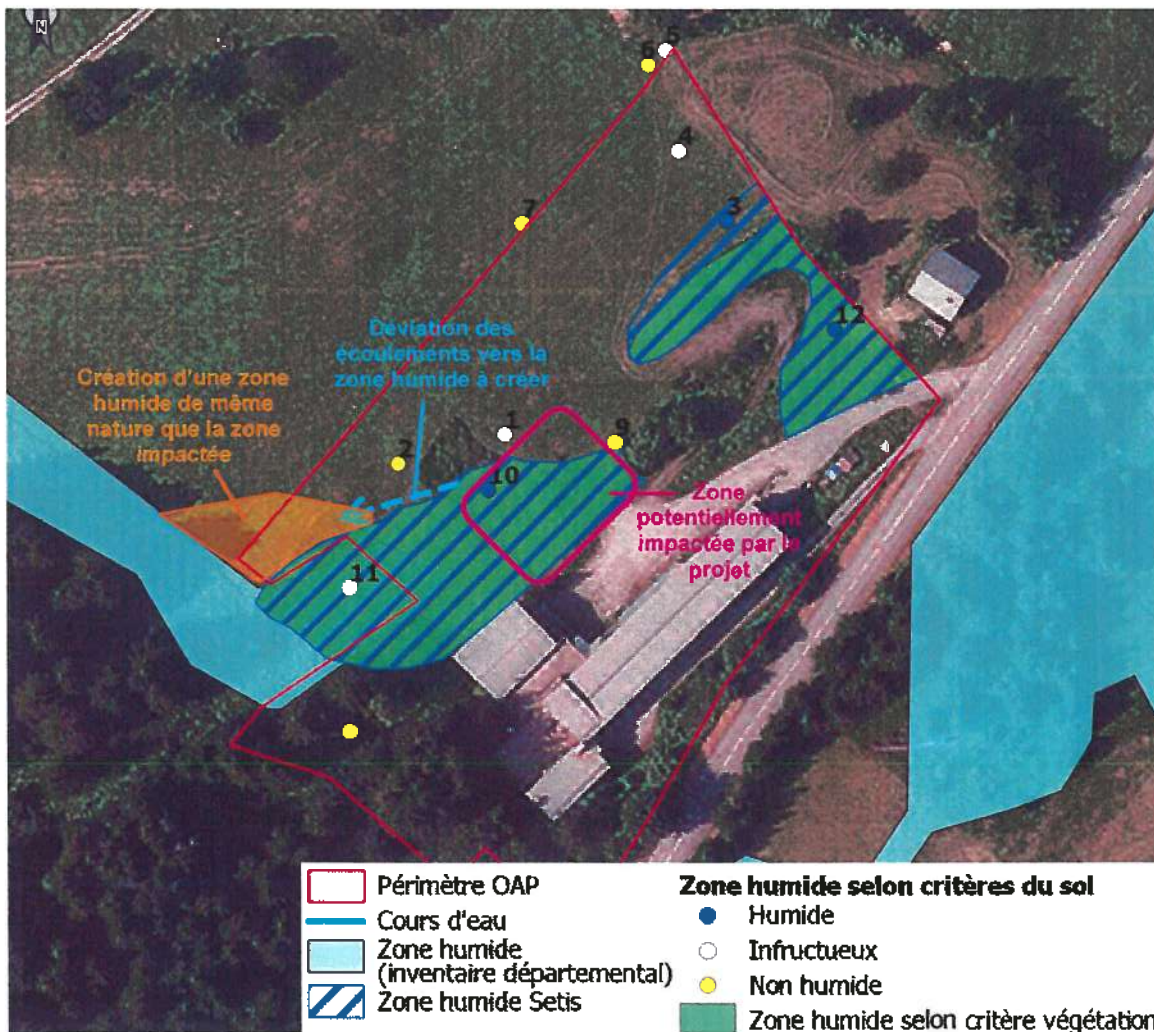 N
6
5
4
7
3
12
Déviation des
écoulements vers la
zone humide à créer
Création d'une zone
humide de même
nature que la zone
impactée
1
9
2
10
Zone
potentiellement
impactée par le
projet
11
Périmètre OAP
Cours d'eau
Zone humide
(inventaire départemental)
Zone humide Setis
Zone humide selon critères du sol
Humide
Infructueux
Non humide
Zone humide selon critère végétation